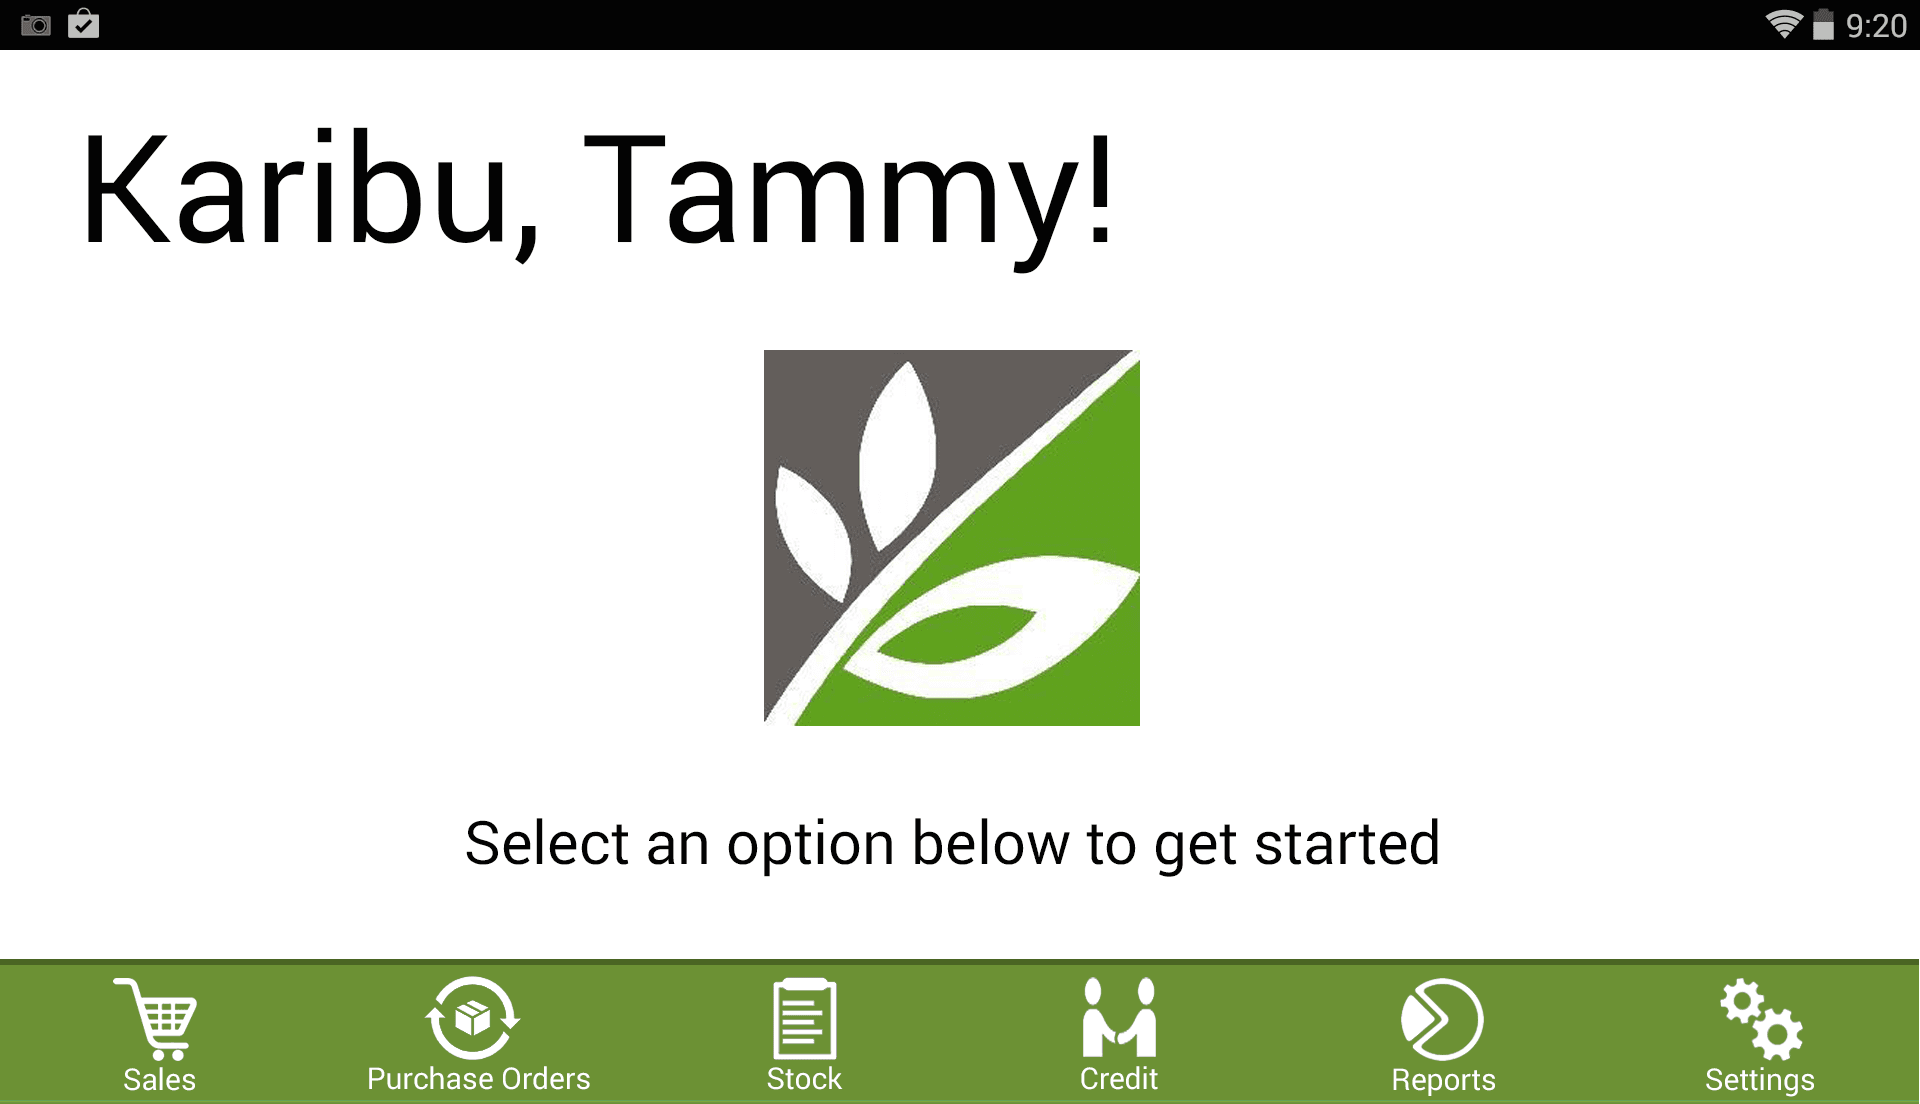 9:20
Karibu, Tammy!
Select an option below to get started
Sales Purchase Orders Stock Credit Reports Settings